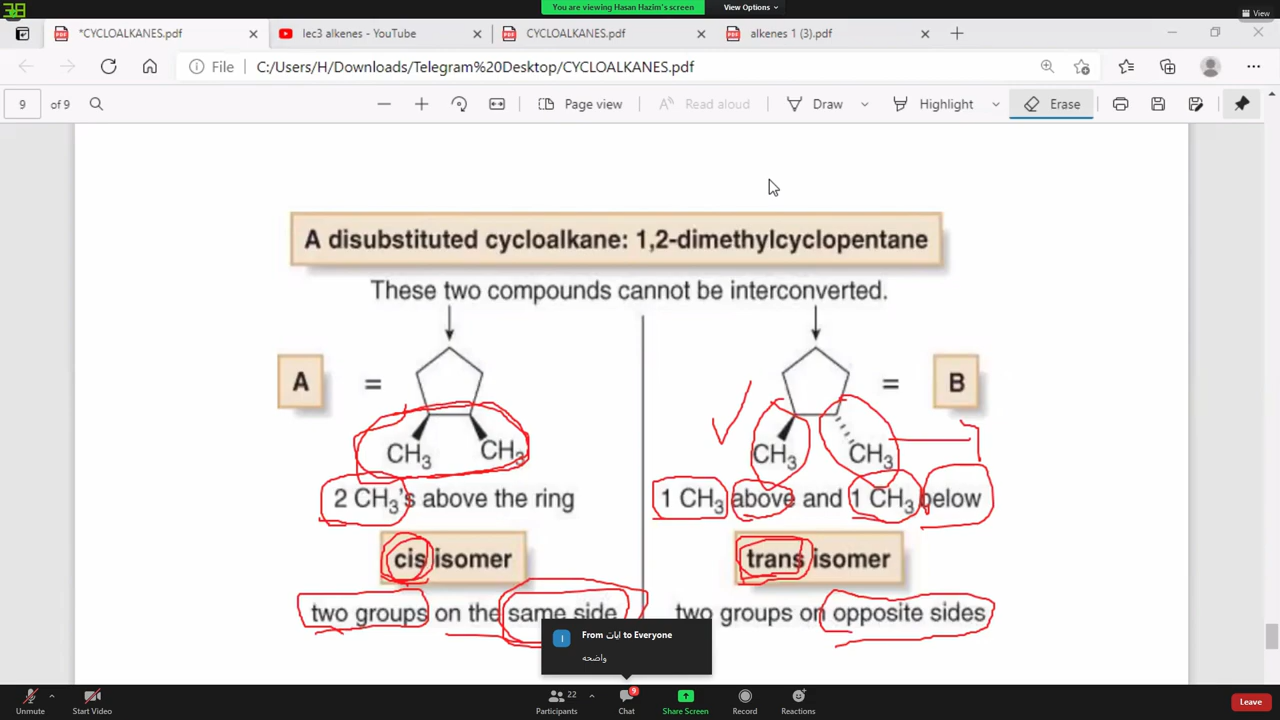 38
You are viewing Hasan Hazim's screen
View Options
View
*CYCLOALKANES.pdf
lec3 alkenes - YouTube
CYCLOALKANES.pdf
alkenes 1 (3).pdf
File
C:/Users/H/Downloads/Telegram%20Desktop/CYCLOALKANES.pdf
9 of 9
Page view
Read aloud
Draw
Highlight
Erase
A disubstituted cycloalkane: 1,2-dimethylcyclopentane
These two compounds cannot be interconverted.
A =
CH3 CH3
2 CH3's above the ring
cis isomer
two groups on the same side
= B
CH3 CH3
1 CH3 above and 1 CH3 below
trans isomer
two groups on opposite sides
From ايات to Everyone
واضحه
Unmute
Start Video
22
Participants
9
Chat
Share Screen
Record
Reactions
Leave